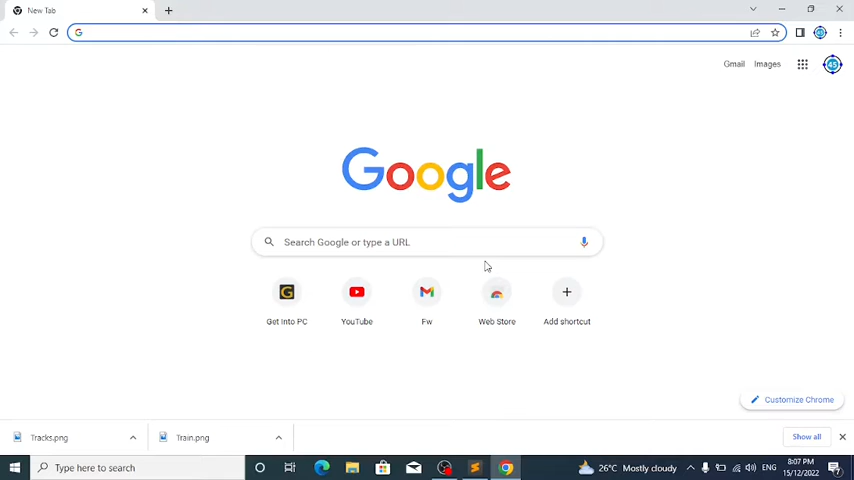 New Tab
Gmail Images
45
Google
Search Google or type a URL
Get Into PC YouTube Fw Web Store Add shortcut
Customize Chrome
Tracks.png Train.png Show all
Type here to search
26°C Mostly cloudy ENG 8:07 PM
15/12/2022 7